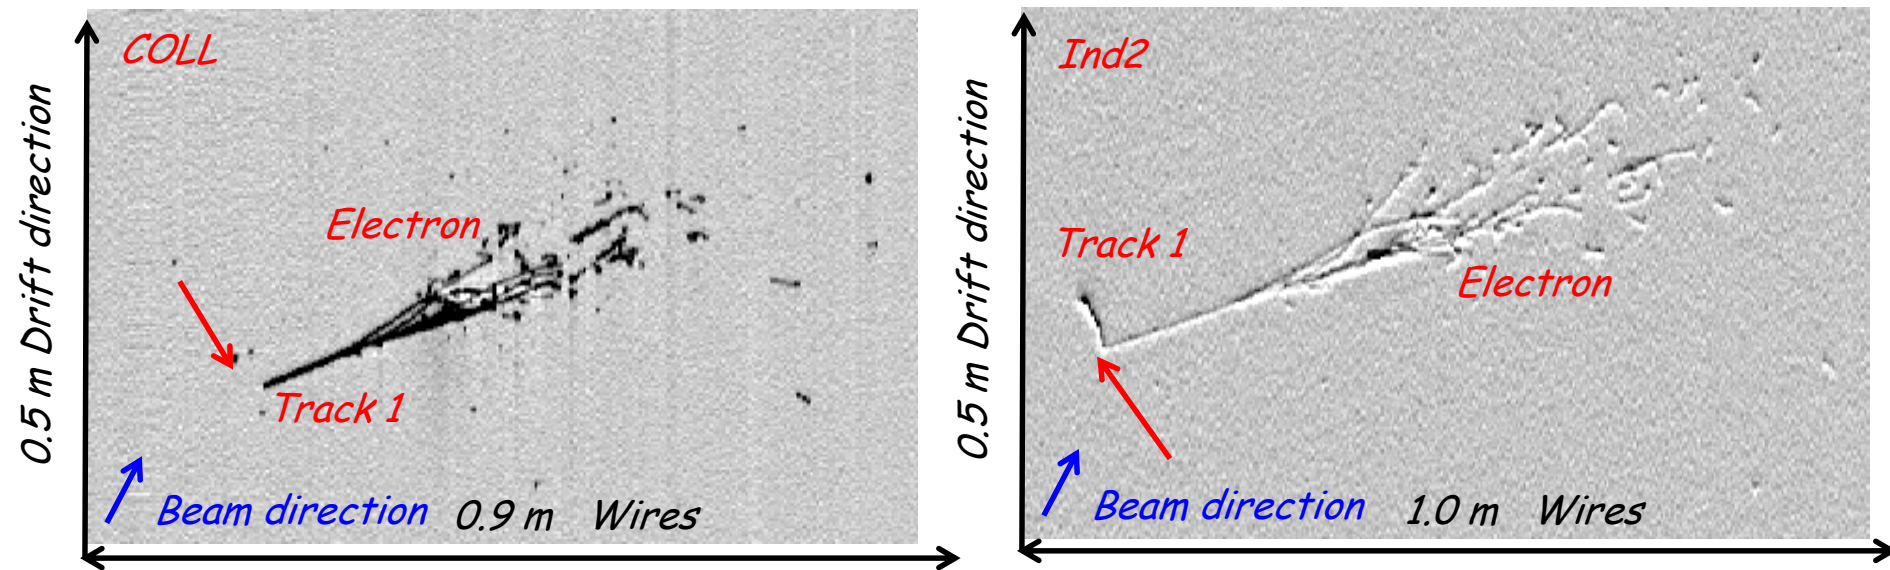 COLL
0.5 m Drift direction
Electron
Track 1
Beam direction
0.9 m Wires
Ind2
0.5 m Drift direction
Track 1
Electron
Beam direction
1.0 m Wires